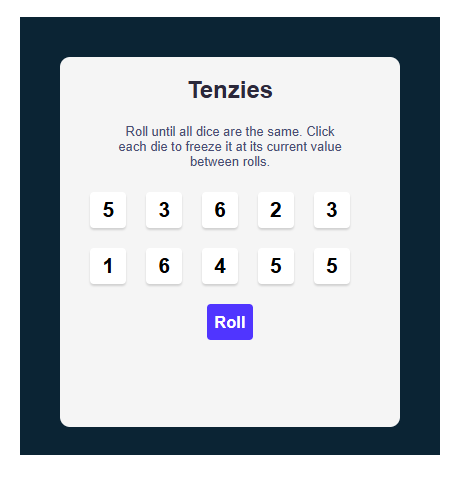 Tenzies
Roll until all dice are the same. Click
each die to freeze it at its current value
between rolls.
5 3 6 2 3
1 6 4 5 5
Roll